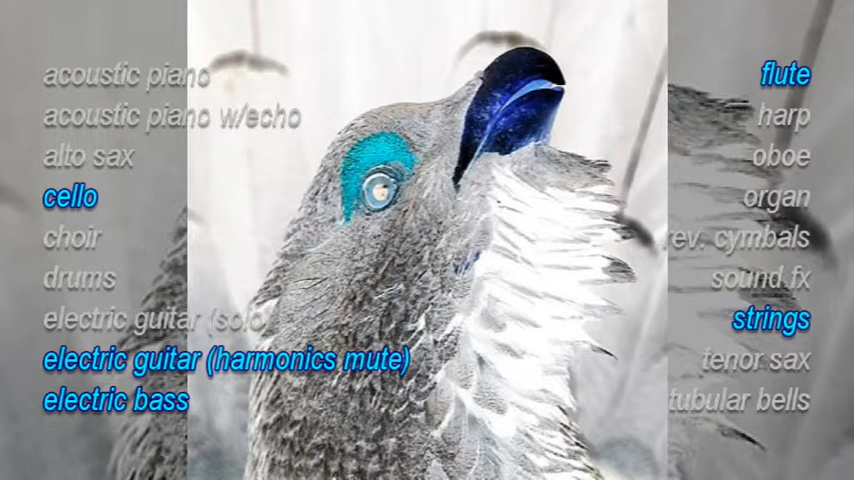 acoustic piano
acoustic piano w/echo
alto sax
cello
choir
drums
electric guitar (solo)
electric guitar (harmonics mute)
electric bass
flute
harp
oboe
organ
rev. cymbals
sound fx
strings
tenor sax
tubular bells